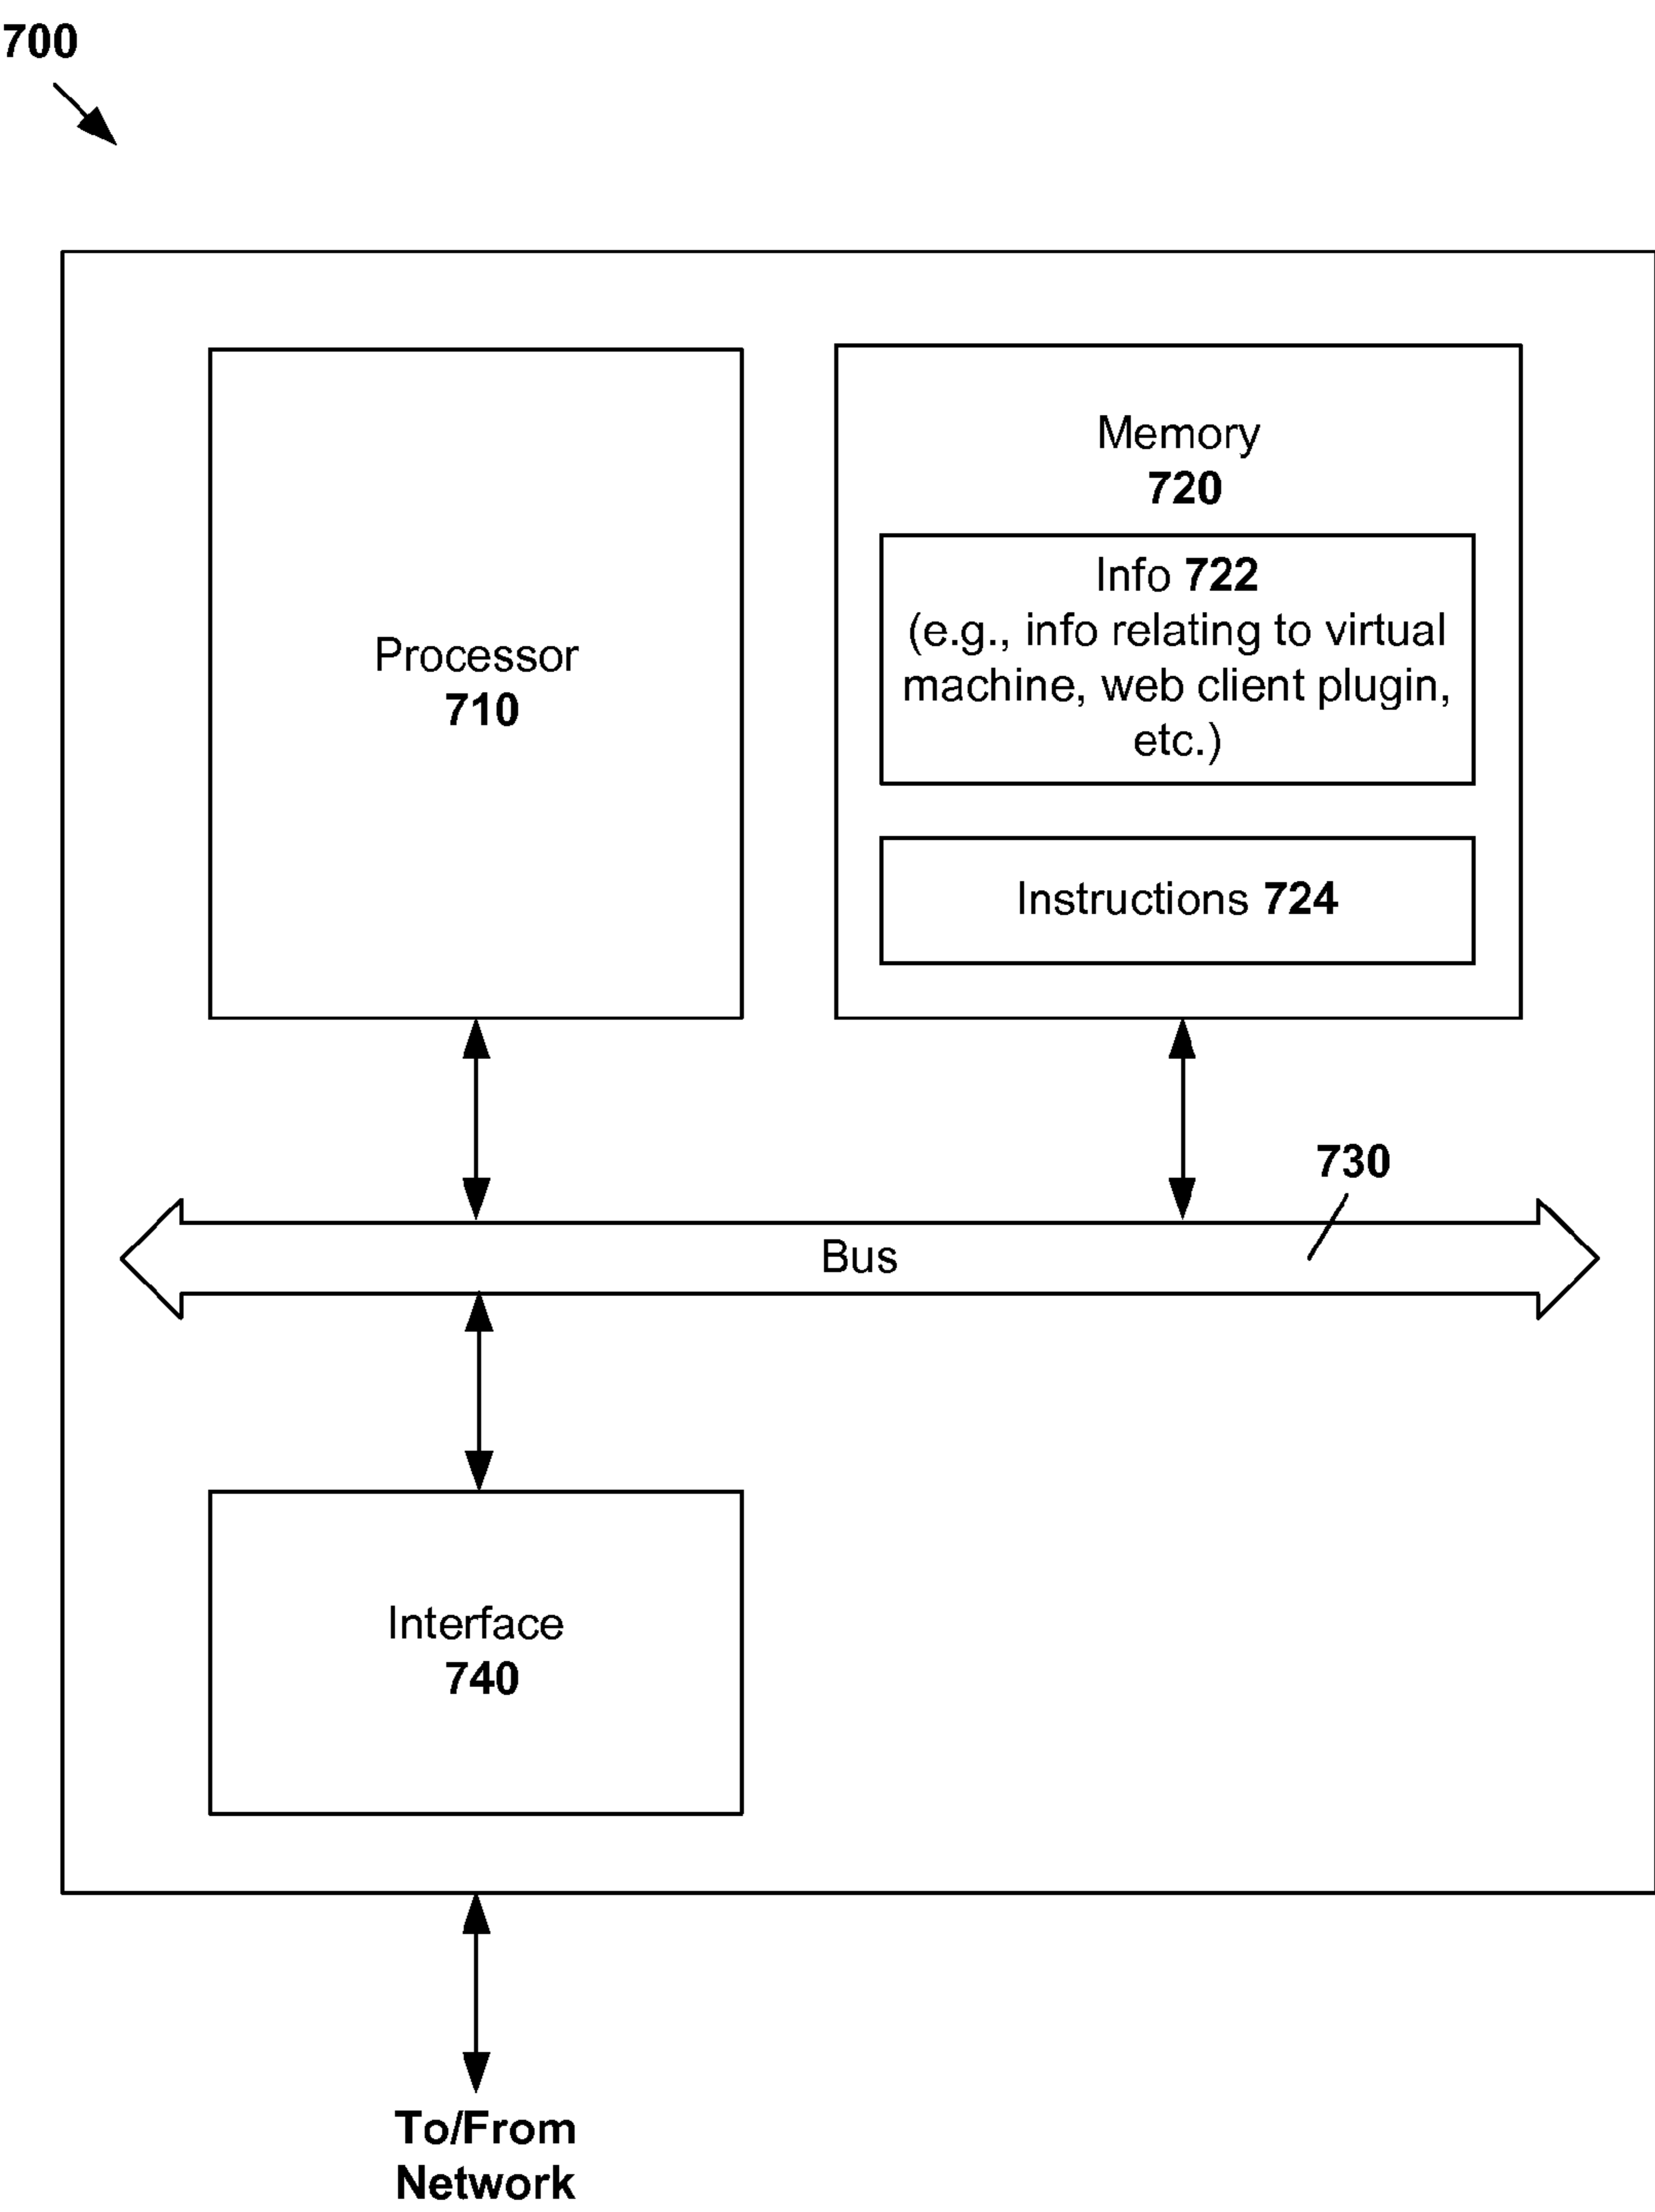 700
Processor
710
Memory
720
Info 722
(e.g., info relating to virtual
machine, web client plugin,
etc.)
Instructions 724
730
Bus
Interface
740
To/From
Network